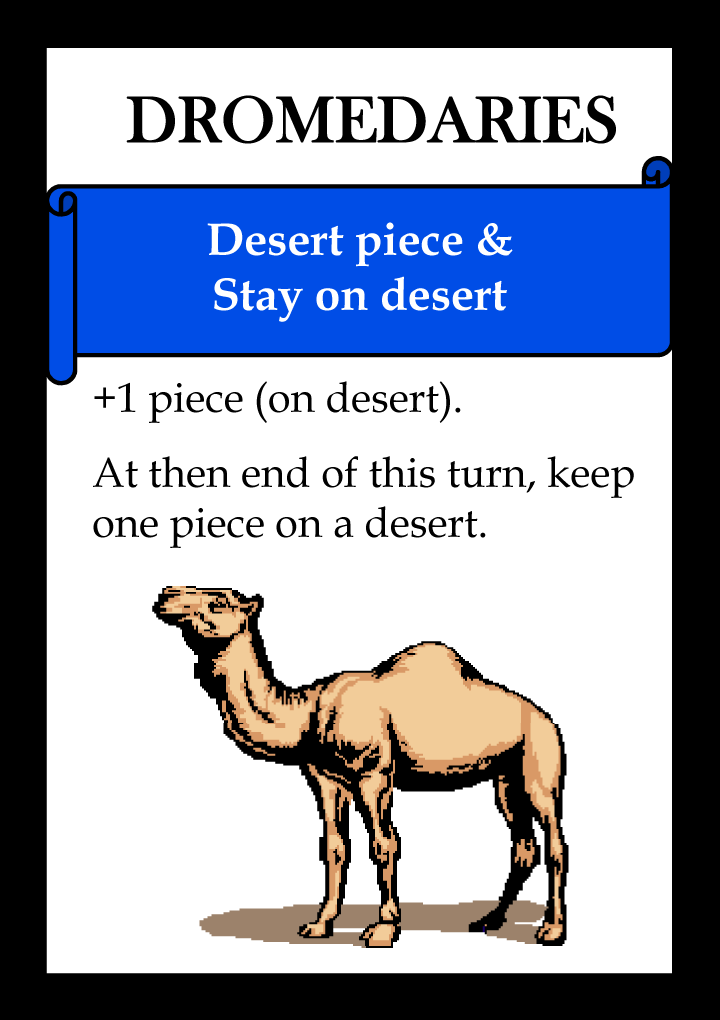 DROMEDARIES
Desert piece &
Stay on desert
+1 piece (on desert).
At then end of this turn, keep
one piece on a desert.